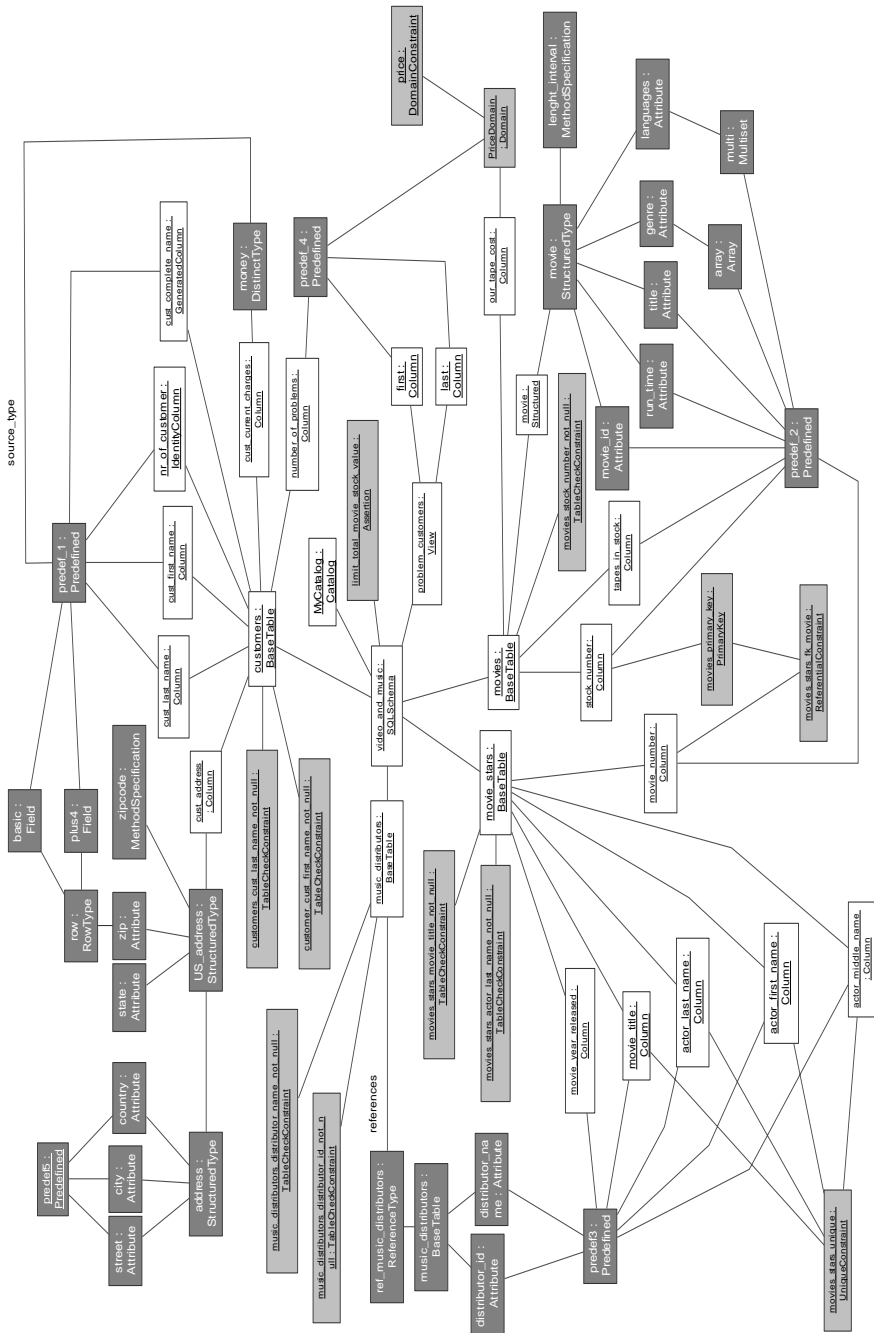 source_type
price :
DomainConstraint
PriceDomain
: Domain
lenght_interval :
MethodSpecification
languages :
Attribute
multi :
Multiset
cust_complete_name :
GeneratedColumn
money :
DistinctType
predef_4 :
Predefined
our_tape_cost :
Column
movie :
StructuredType
genre :
Attribute
array :
Array
nr_of_customer :
IdentityColumn
cust_current_charges :
Column
number_of_problems :
Column
first :
Column
last :
Column
movie :
Structured
title :
Attribute
run_time :
Attribute
movie_id :
Attribute
predef_2 :
Predefined
predef_1 :
Predefined
cust_first_name :
Column
cust_last_name :
Column
customers :
BaseTable
MyCatalog :
Catalog
limit_total_movie_stock_value :
Assertion
problem_customers :
View
movies_stock_number_not_null :
TableCheckConstraint
tapes_in_stock :
Column
movies :
BaseTable
stock_number :
Column
movies_primary_key :
PrimaryKey
movies_stars_fk_movie :
ReferentialConstraint
video_and_music :
SQLSchema
movie_number :
Column
basic :
Field
plus4 :
Field
zipcode :
MethodSpecification
cust_address
: Column
customers_cust_last_name_not_null :
TableCheckConstraint
customer_cust_first_name_not_null :
TableCheckConstraint
music_distributors :
BaseTable
movie_stars :
BaseTable
row :
RowType
zip :
Attribute
state :
Attribute
US_address :
StructuredType
movies_stars_movie_title_not_null :
TableCheckConstraint
movies_stars_actor_last_name_not_null :
TableCheckConstraint
movie_year_released :
Column
movie_title :
Column
actor_last_name :
Column
actor_first_name :
Column
actor_middle_name
: Column
music_distributors_distributor_name_not_null :
TableCheckConstraint
music_distributors_distributor_id_not_n
ull : TableCheckConstraint
references
predef5 :
Predefined
country :
Attribute
city :
Attribute
street :
Attribute
address :
StructuredType
ref_music_distributors :
ReferenceType
music_distributors :
BaseTable
distributor_na
me : Attribute
distributor_id :
Attribute
predef3 :
Predefined
movies_stars_unique :
UniqueConstraint